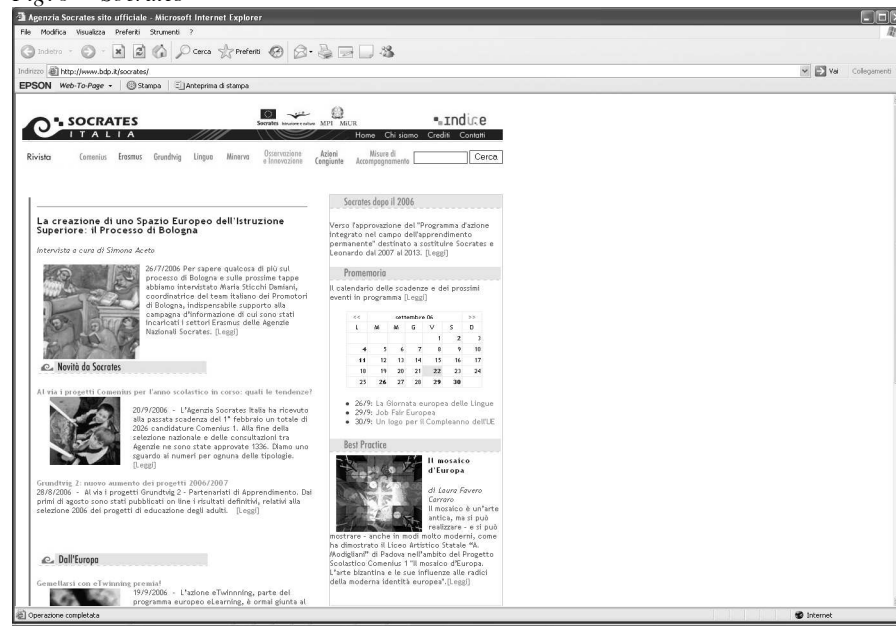 Agenzia Socrates sito ufficiale - Microsoft Internet Explorer
File Modifica Visualizza Preferiti Strumenti ?
Indietro Cerca Preferiti
Indirizzo http://www.bdp.it/socrates/ Vai Collegamenti
EPSON Web-To-Page Stampa Anteprima di stampa
SOCRATES
ITALIA
Socrates Istruzione e cultura MPI MiUR indire
Home Chi siamo Crediti Contatti
Rivista Comenius Erasmus Grundtvig Lingua Minerva Osservazione e Innovazione Azioni Congiunte Misure di Accompagnamento Cerca
La creazione di uno Spazio Europeo dell'Istruzione
Superiore: il Processo di Bologna
Intervista a cura di Simona Aceto
26/7/2006 Per sapere qualcosa di più sul
processo di Bologna e sulle prossime tappe
abbiamo intervistato Maria Sticchi Damiani,
coordinatrice del team italiano dei Promotori
di Bologna, indispensabile supporto alla
campagna d'informazione di cui sono stati
incaricati i settori Erasmus delle Agenzie
Nazionali Socrates. [Leggi]
Novità da Socrates
Al via i progetti Comenius per l'anno scolastico in corso: quali le tendenze?
20/9/2006 - L'Agenzia Socrates Italia ha ricevuto
alla passata scadenza del 1° febbraio un totale di
2026 candidature Comenius 1. Alla fine della
selezione nazionale e delle consultazioni tra
Agenzie ne sono state approvate 1336. Diamo uno
sguardo ai numeri per ognuna delle tipologie.
[Leggi]
Grundtvig 2: nuovo aumento dei progetti 2006/2007
28/8/2006 - Al via i progetti Grundtvig 2 - Partenariati di Apprendimento. Dai
primi di agosto sono stati pubblicati on line i risultati definitivi, relativi alla
selezione 2006 dei progetti di educazione degli adulti. [Leggi]
Dall'Europa
Gemellarsi con eTwinning premia!
19/9/2006 - L'azione eTwinnning, parte del
programma europeo eLearning, è ormai giunta al
Socrates dopo il 2006
Verso l'approvazione del "Programma d'azione
integrato nel campo dell'apprendimento
permanente" destinato a sostituire Socrates e
Leonardo dal 2007 al 2013. [Leggi]
Promemoria
Il calendario delle scadenze e dei prossimi
eventi in programma [Leggi]
<< settembre 06 >>
L M M G V S D
1 2 3
4 5 6 7 8 9 10
11 12 13 14 15 16 17
18 19 20 21 22 23 24
25 26 27 28 29 30
26/9: La Giornata europea delle Lingue
29/9: Job Fair Europea
30/9: Un logo per il Compleanno dell'UE
Best Practice
Il mosaico
d'Europa
di Laura Favero
Carraro
Il mosaico è un'arte
antica, ma si può
realizzare - e si può
mostrare - anche in modi molto moderni, come
ha dimostrato il Liceo Artistico Statale "A.
Modigliani" di Padova nell'ambito del Progetto
Scolastico Comenius 1 "Il mosaico d'Europa.
L'arte bizantina e le sue influenze alle radici
della moderna identità europea".[Leggi]
Operazione completata Internet